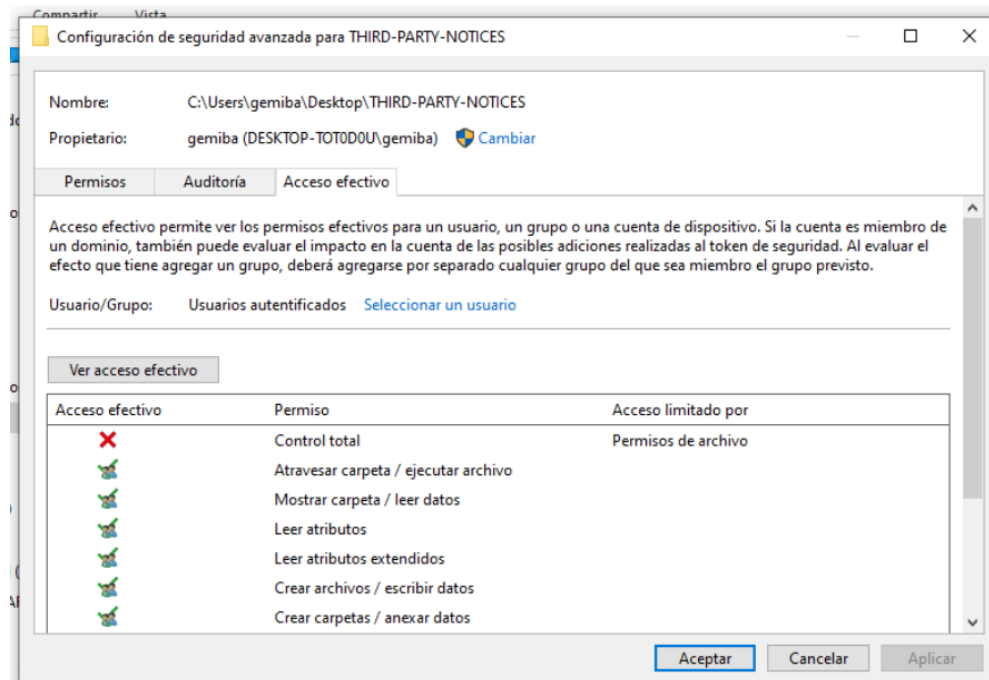 Compartir Vista
Configuración de seguridad avanzada para THIRD-PARTY-NOTICES
Nombre: C:\Users\gemiba\Desktop\THIRD-PARTY-NOTICES
Propietario: gemiba (DESKTOP-TOT0D0U\gemiba) Cambiar
Permisos Auditoría Acceso efectivo
Acceso efectivo permite ver los permisos efectivos para un usuario, un grupo o una cuenta de dispositivo. Si la cuenta es miembro de
un dominio, también puede evaluar el impacto en la cuenta de las posibles adiciones realizadas al token de seguridad. Al evaluar el
efecto que tiene agregar un grupo, deberá agregarse por separado cualquier grupo del que sea miembro el grupo previsto.
Usuario/Grupo: Usuarios autentificados Seleccionar un usuario
Ver acceso efectivo
Acceso efectivo Permiso Acceso limitado por
Control total Permisos de archivo
Atravesar carpeta / ejecutar archivo
Mostrar carpeta / leer datos
Leer atributos
Leer atributos extendidos
Crear archivos / escribir datos
Crear carpetas / anexar datos
Aceptar Cancelar Aplicar